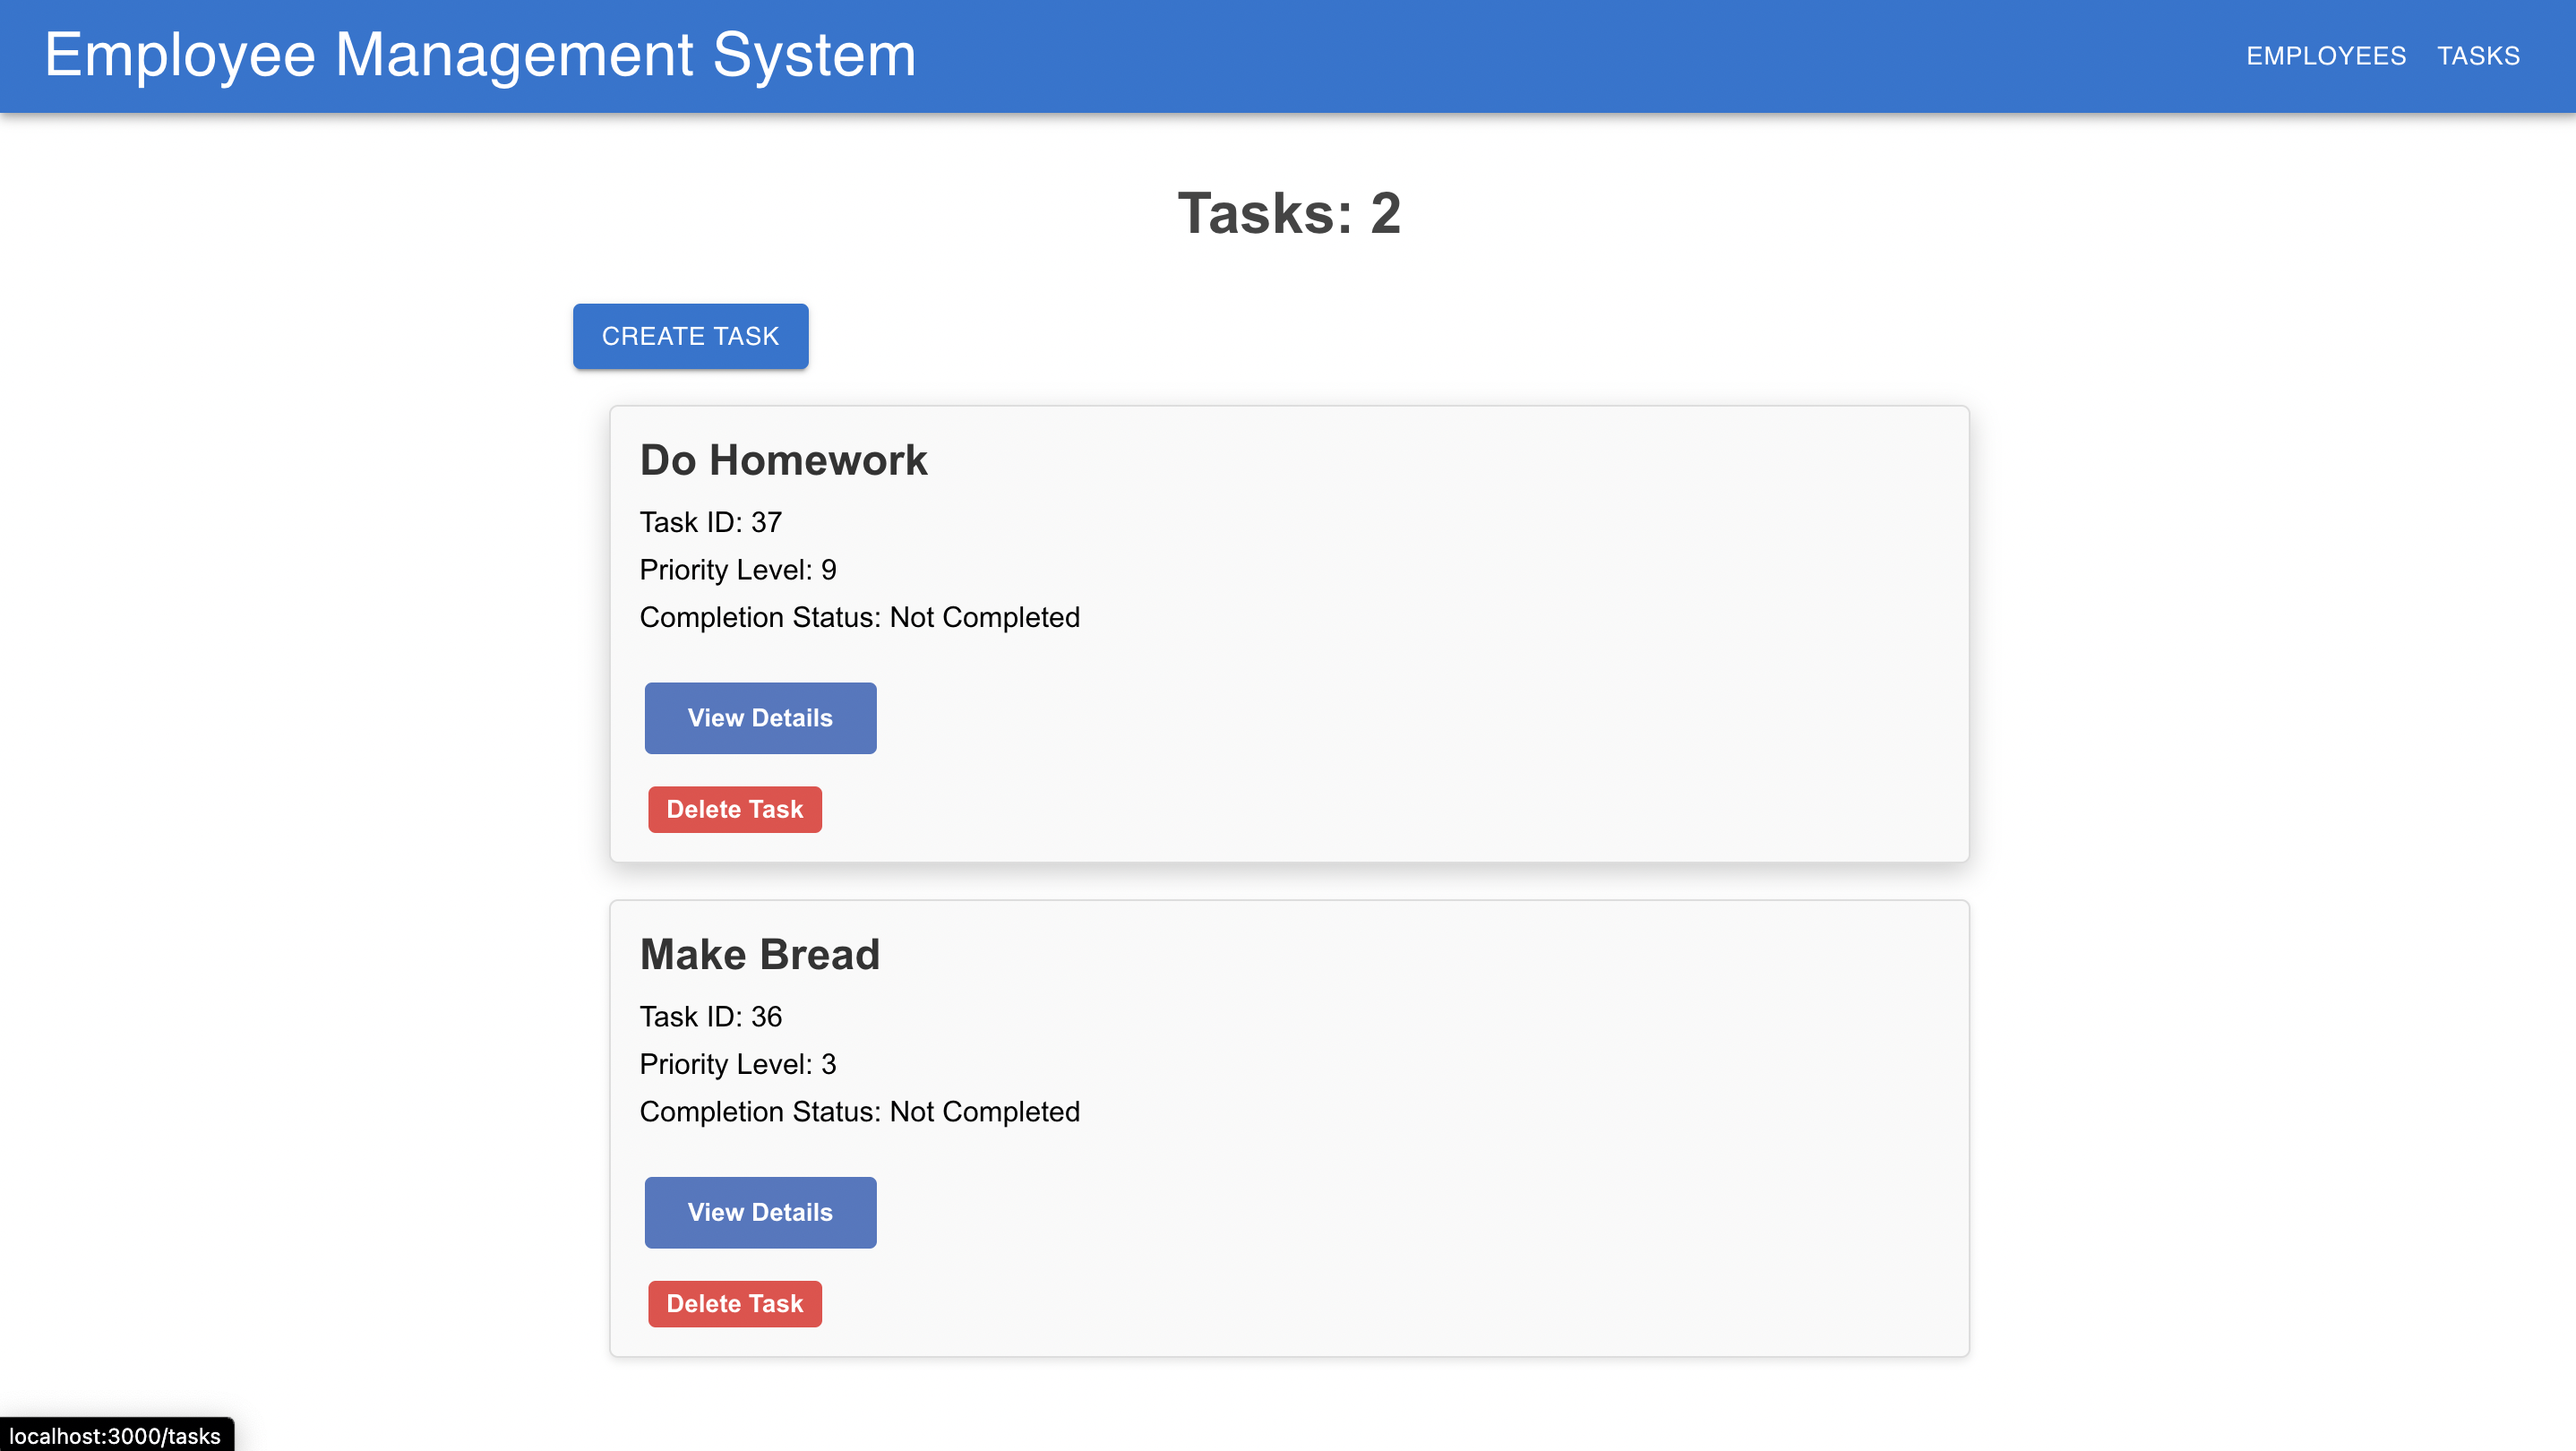 Employee Management System
EMPLOYEES TASKS
Tasks: 2
CREATE TASK
Do Homework
Task ID: 37
Priority Level: 9
Completion Status: Not Completed
View Details
Delete Task
Make Bread
Task ID: 36
Priority Level: 3
Completion Status: Not Completed
View Details
Delete Task
localhost:3000/tasks